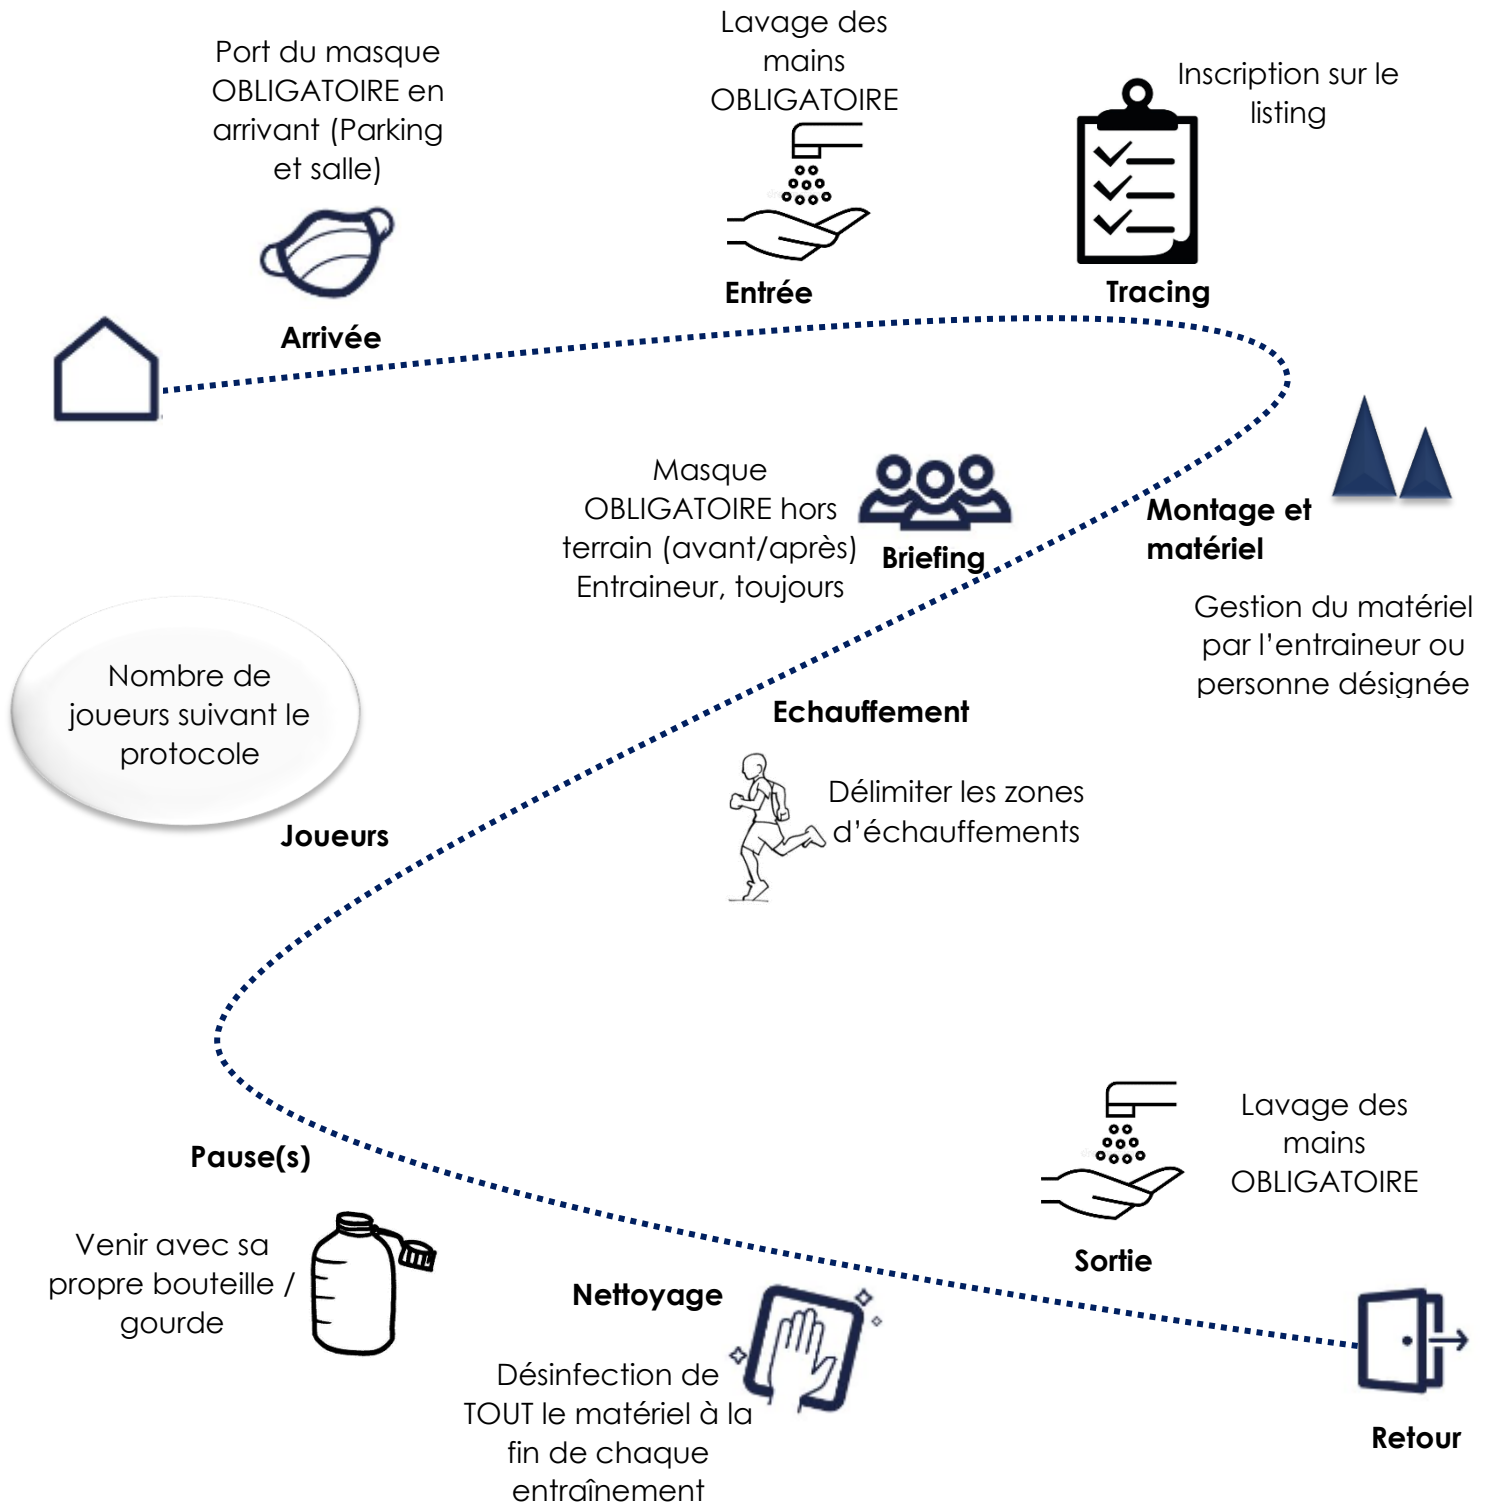 Port du masque
OBLIGATOIRE en
arrivant (Parking
et salle)
Arrivée
Lavage des
mains
OBLIGATOIRE
Entrée
Inscription sur le
listing
Tracing
Montage et
matériel
Gestion du matériel
par l'entraineur ou
personne désignée
Masque
OBLIGATOIRE hors
terrain (avant/après)
Entraineur, toujours
Briefing
Echauffement
Délimiter les zones
d'échauffements
Nombre de
joueurs suivant le
protocole
Joueurs
Pause(s)
Venir avec sa
propre bouteille /
gourde
Nettoyage
Désinfection de
TOUT le matériel à la
fin de chaque
entraînement
Lavage des
mains
OBLIGATOIRE
Sortie
Retour